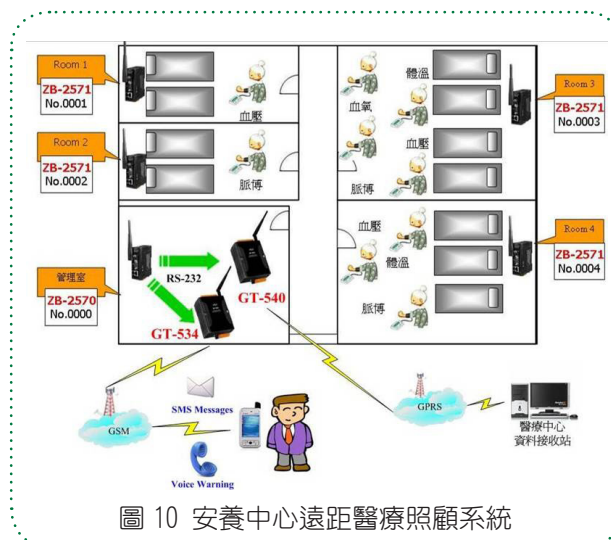 Room 1
ZB-2571
No.0001
血壓
Room 2
ZB-2571
No.0002
脈博
體溫
血氧
血壓
脈博
Room 3
ZB-2571
No.0003
血壓
體溫
脈博
Room 4
ZB-2571
No.0004
管理室
ZB-2570
No.0000
RS-232
GT-540
GT-534
GSM
SMS Messages
Voice Warning
GPRS
醫療中心
資料接收站
圖 10 安養中心遠距醫療照顧系統